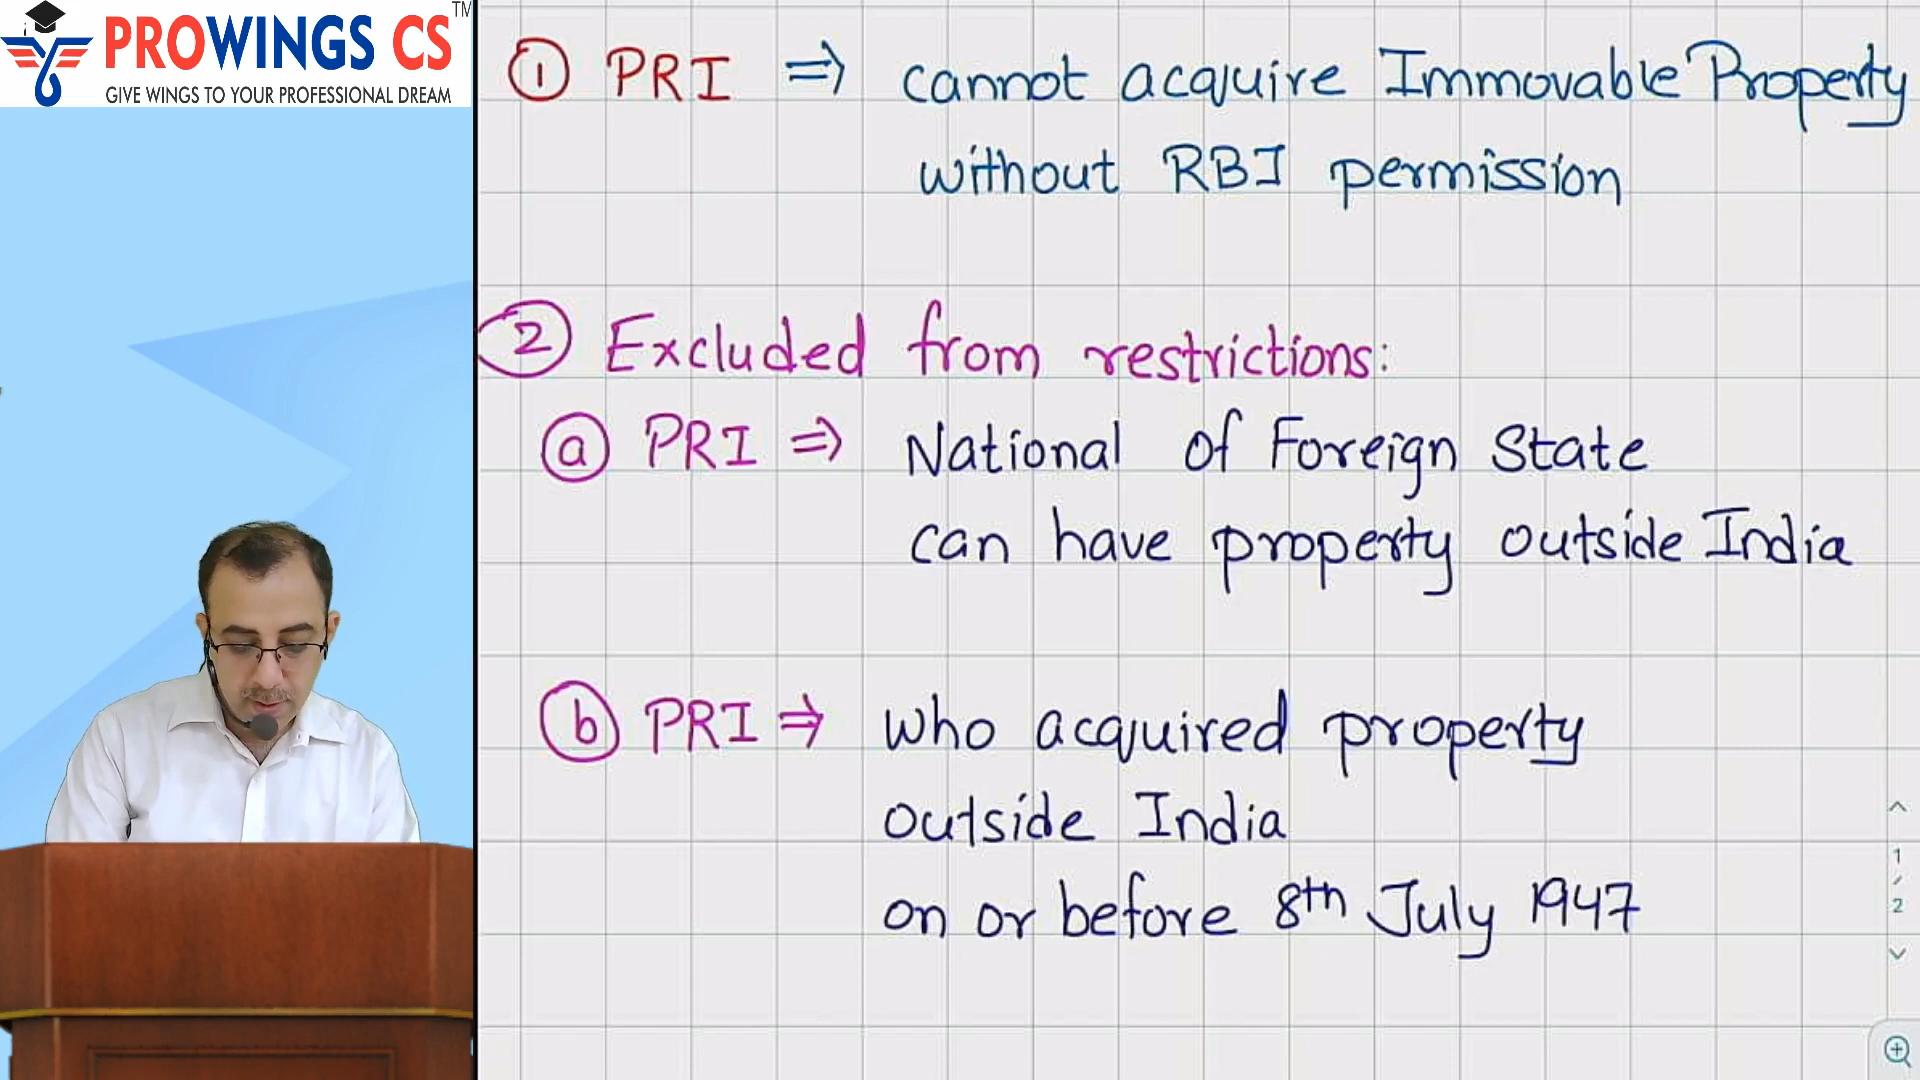 PROWINGS CS™
GIVE WINGS TO YOUR PROFESSIONAL DREAM
① PRI ⇒ cannot acquire Immovable Property
without RBI permission
② Excluded from restrictions:
ⓐ PRI ⇒ National of Foreign State
can have property outside India
ⓑ PRI ⇒ who acquired property
outside India
on or before 8th July 1947
1
/
2